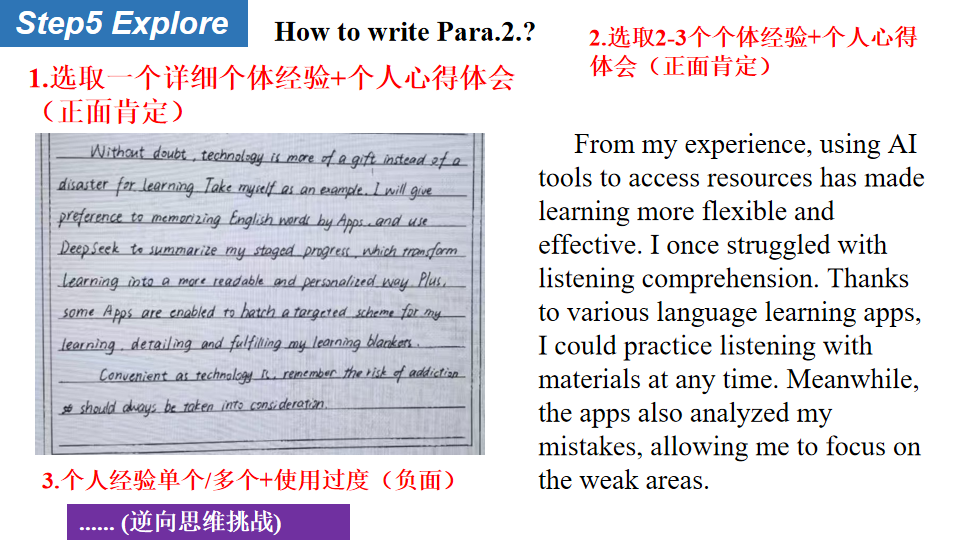 Step5 Explore
How to write Para.2.?
2.选取2-3个个体经验+个人心得
体会（正面肯定）
1.选取一个详细个体经验+个人心得体会
（正面肯定）
Without doubt, technology is more of a gift instead of a
disaster for learning. Take myself as an example. I will give
preference to memorizing English words by Apps, and use
DeepSeek to summarize my staged progress, which transform
learning into a more readable and personalized way. Plus,
some Apps are enabled to hatch a targeted scheme for my
learning, detailing and fulfilling my learning blankets.
Convenient as technology is, remember the risk of addiction
should always be taken into consideration.
From my experience, using AI
tools to access resources has made
learning more flexible and
effective. I once struggled with
listening comprehension. Thanks
to various language learning apps,
I could practice listening with
materials at any time. Meanwhile,
the apps also analyzed my
mistakes, allowing me to focus on
the weak areas.
3.个人经验单个/多个+使用过度（负面）
...... (逆向思维挑战)